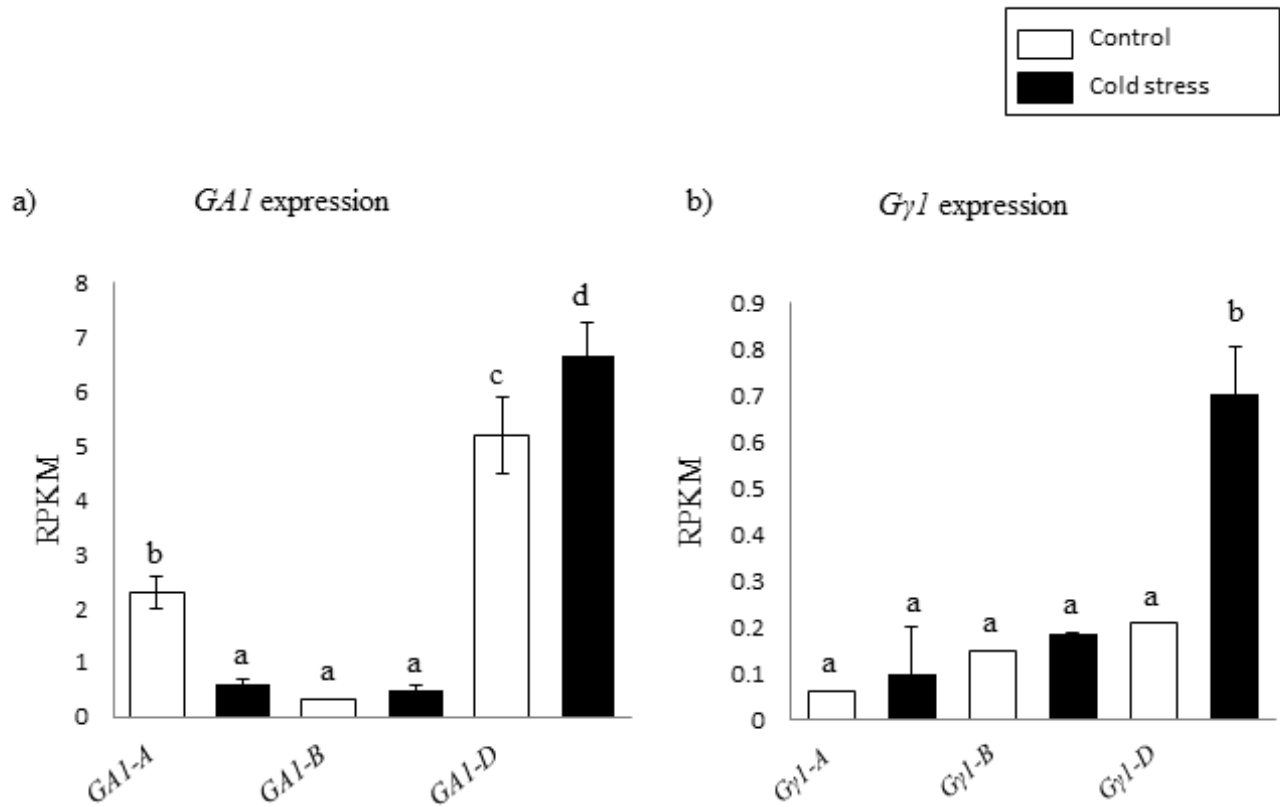 Control
Cold stress
a)
GA1 expression
b)
Gγ1 expression
8
7
6
5
4
3
2
1
0
RPKM
b
a
a
a
c
d
GA1-A
GA1-B
GA1-D
0.9
0.8
0.7
0.6
0.5
0.4
0.3
0.2
0.1
0
RPKM
a
a
a
a
a
b
Gγ1-A
Gγ1-B
Gγ1-D